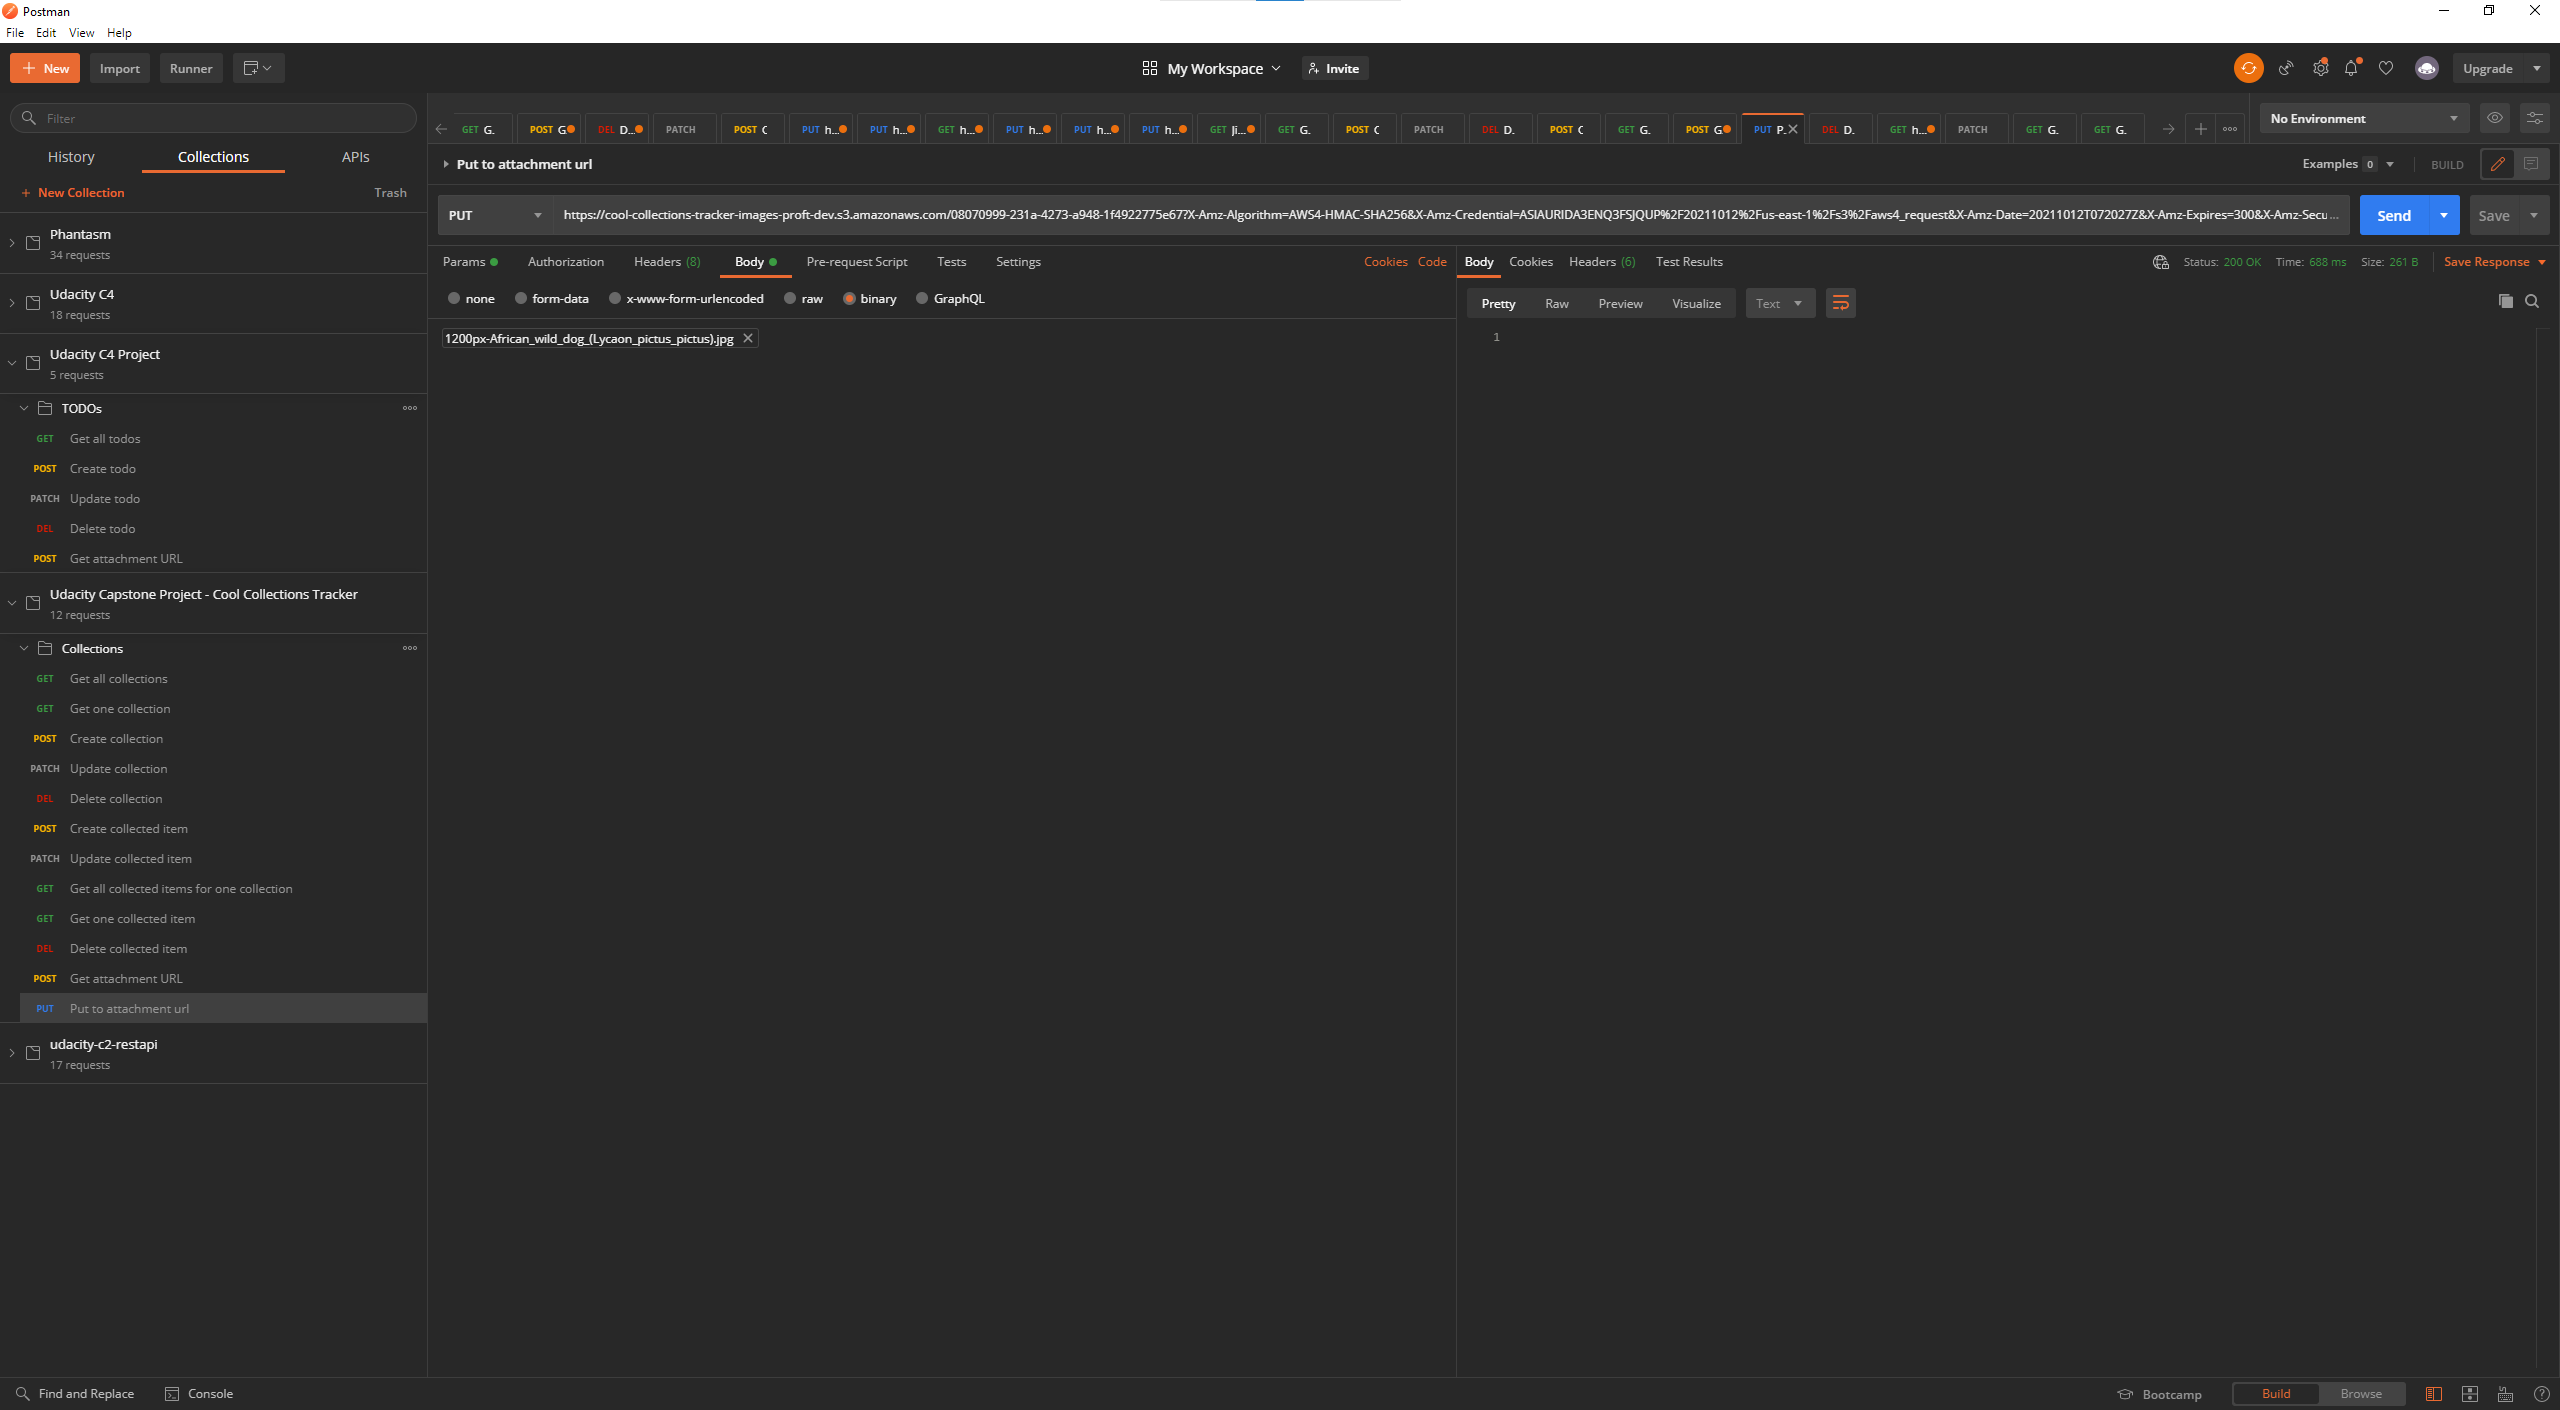 Postman
File Edit View Help
New Import Runner My Workspace Invite Upgrade
Filter
GET G. POST G DEL D... PATCH POST C PUT h... PUT h... GET h... PUT h... PUT h... PUT h... GET Ji... GET G. POST C PATCH DEL D. POST C GET G. POST G PUT P. DEL D. GET h... PATCH GET G. GET G.
No Environment
History Collections APIs
New Collection Trash
Put to attachment url
Examples 0 BUILD
PUT https://cool-collections-tracker-images-proft-dev.s3.amazonaws.com/08070999-231a-4273-a948-1f4922775e67?X-Amz-Algorithm=AWS4-HMAC-SHA256&X-Amz-Credential=ASIAURIDA3ENQ3FSJQUP%2F20211012%2Fus-east-1%2Fs3%2Faws4_request&X-Amz-Date=20211012T072027Z&X-Amz-Expires=300&X-Amz-Secu... Send Save
Params Authorization Headers (8) Body Pre-request Script Tests Settings Cookies Code
none form-data x-www-form-urlencoded raw binary GraphQL
1200px-African_wild_dog_(Lycaon_pictus_pictus).jpg
Body Cookies Headers (6) Test Results Status: 200 OK Time: 688 ms Size: 261 B Save Response
Pretty Raw Preview Visualize Text
1
Phantasm
34 requests
Udacity C4
18 requests
Udacity C4 Project
5 requests
TODOs
GET Get all todos
POST Create todo
PATCH Update todo
DEL Delete todo
POST Get attachment URL
Udacity Capstone Project - Cool Collections Tracker
12 requests
Collections
GET Get all collections
GET Get one collection
POST Create collection
PATCH Update collection
DEL Delete collection
POST Create collected item
PATCH Update collected item
GET Get all collected items for one collection
GET Get one collected item
DEL Delete collected item
POST Get attachment URL
PUT Put to attachment url
udacity-c2-restapi
17 requests
Find and Replace Console Bootcamp Build Browse